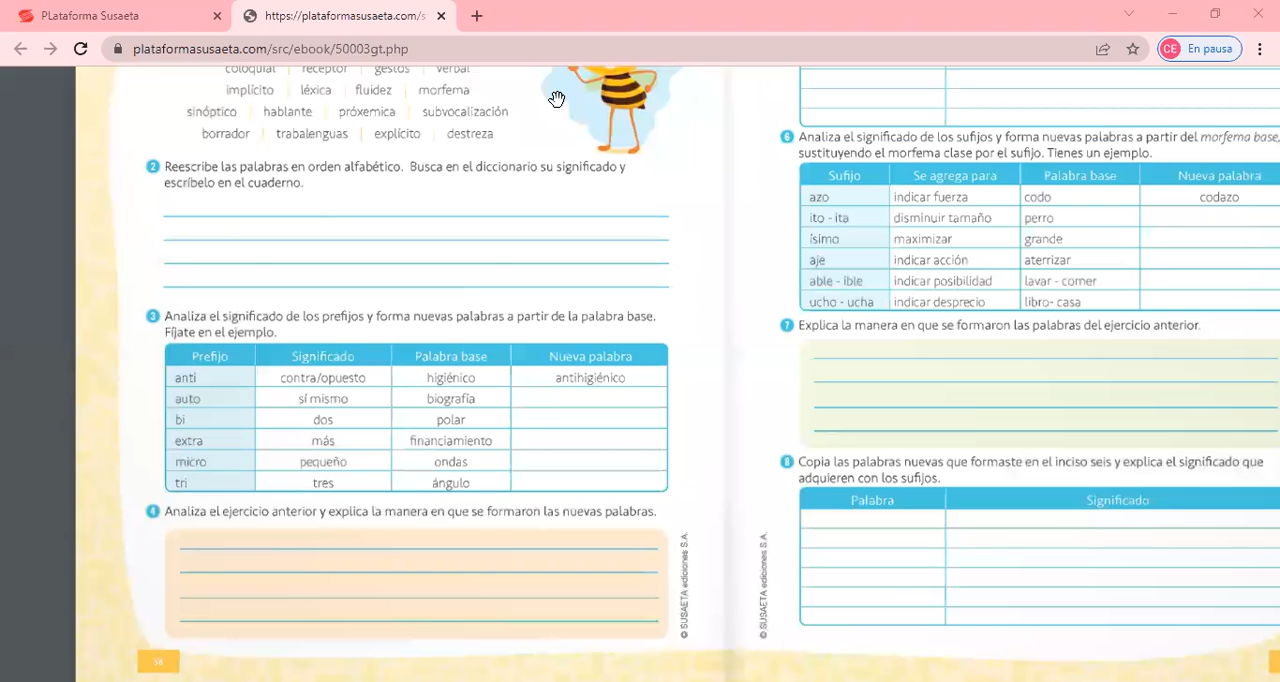 PLataforma Susaeta
https://plataformasusaeta.com/s
plataformasusaeta.com/src/ebook/50003gt.php
CE En pausa
coloquial receptor gestos verbal
implícito léxica fluidez morfema
sinóptico hablante próxemica subvocalización
borrador trabalenguas explícito destreza
2 Reescribe las palabras en orden alfabético. Busca en el diccionario su significado y
escríbelo en el cuaderno.
3 Analiza el significado de los prefijos y forma nuevas palabras a partir de la palabra base.
Fíjate en el ejemplo.
Prefijo Significado Palabra base Nueva palabra
anti contra/opuesto higiénico antihigiénico
auto sí mismo biografía
bi dos polar
extra más financiamiento
micro pequeño ondas
tri tres ángulo
4 Analiza el ejercicio anterior y explica la manera en que se formaron las nuevas palabras.
© SUSAETA ediciones S.A.
38
6 Analiza el significado de los sufijos y forma nuevas palabras a partir del morfema base,
sustituyendo el morfema clase por el sufijo. Tienes un ejemplo.
Sufijo Se agrega para Palabra base Nueva palabra
azo indicar fuerza codo codazo
ito - ita disminuir tamaño perro
ísimo maximizar grande
aje indicar acción aterrizar
able - ible indicar posibilidad lavar - comer
ucho - ucha indicar desprecio libro- casa
7 Explica la manera en que se formaron las palabras del ejercicio anterior.
8 Copia las palabras nuevas que formaste en el inciso seis y explica el significado que
adquieren con los sufijos.
Palabra Significado
© SUSAETA ediciones S.A.